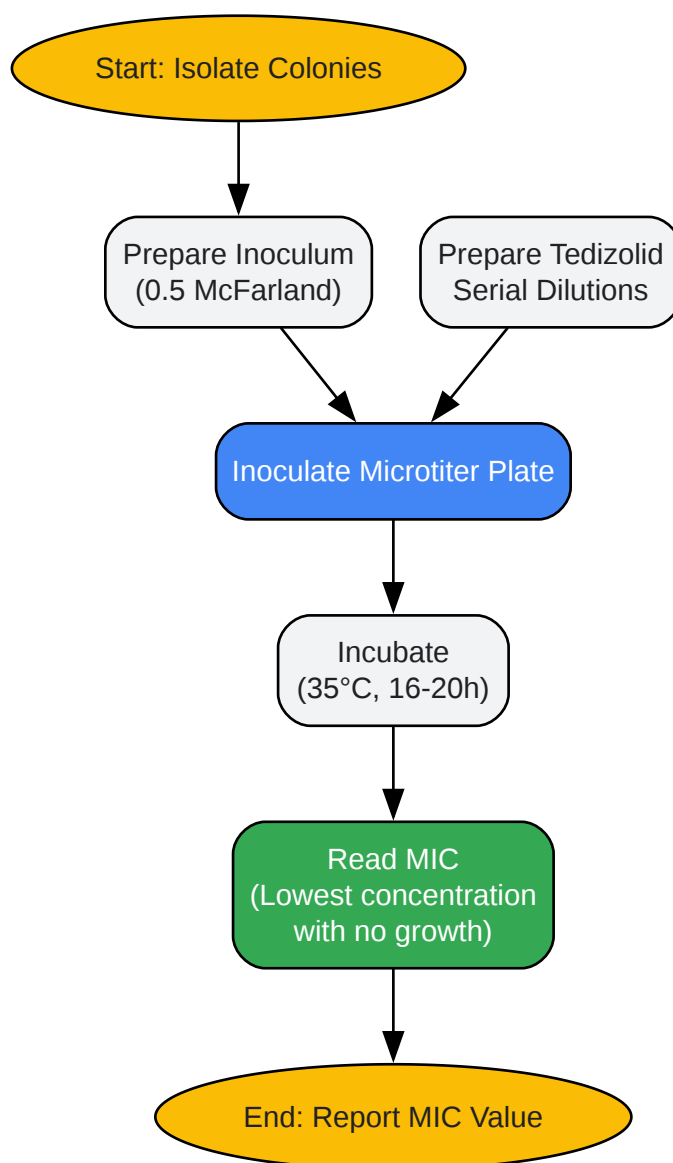 Start: Isolate Colonies
Prepare Inoculum
(0.5 McFarland)
Prepare Tedizolid
Serial Dilutions
Inoculate Microtiter Plate
Incubate
(35°C, 16-20h)
Read MIC
(Lowest concentration
with no growth)
End: Report MIC Value